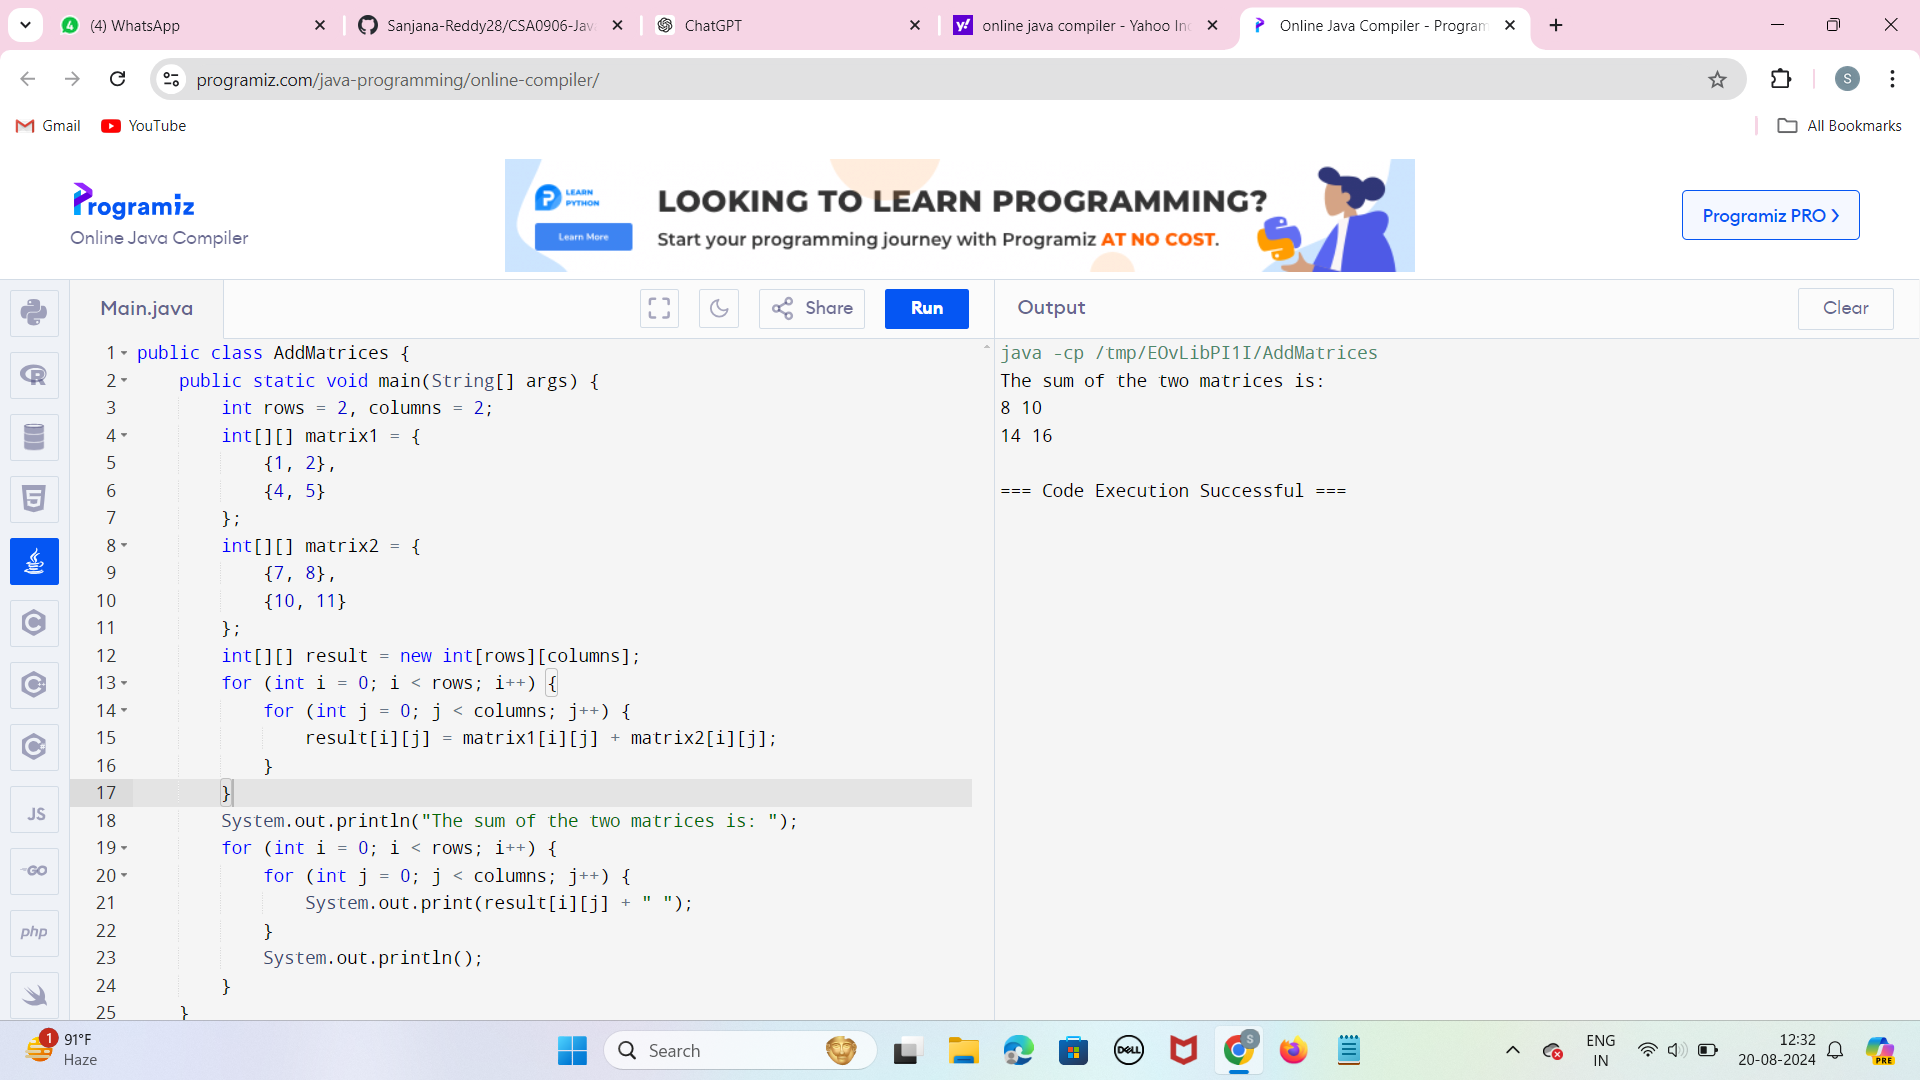 (4) WhatsApp
Sanjana-Reddy28/CSA0906-Java
ChatGPT
online java compiler - Yahoo In
Online Java Compiler - Program
programiz.com/java-programming/online-compiler/
S
Gmail
YouTube
All Bookmarks
Programiz
Online Java Compiler
LEARN PYTHON
Learn More
LOOKING TO LEARN PROGRAMMING?
Start your programming journey with Programiz AT NO COST.
Programiz PRO
Main.java
Share
Run
Output
Clear
1 public class AddMatrices {
2     public static void main(String[] args) {
3         int rows = 2, columns = 2;
4         int[][] matrix1 = {
5             {1, 2},
6             {4, 5}
7         };
8         int[][] matrix2 = {
9             {7, 8},
10             {10, 11}
11         };
12         int[][] result = new int[rows][columns];
13         for (int i = 0; i < rows; i++) {
14             for (int j = 0; j < columns; j++) {
15                 result[i][j] = matrix1[i][j] + matrix2[i][j];
16             }
17         }
18         System.out.println("The sum of the two matrices is: ");
19         for (int i = 0; i < rows; i++) {
20             for (int j = 0; j < columns; j++) {
21                 System.out.print(result[i][j] + " ");
22             }
23             System.out.println();
24         }
25     }
java -cp /tmp/EOvLibPI1I/AddMatrices
The sum of the two matrices is:
8 10
14 16
=== Code Execution Successful ===
JS
GO
php
1
91°F
Haze
Search
DELL
S
ENG
IN
12:32
20-08-2024
PRE